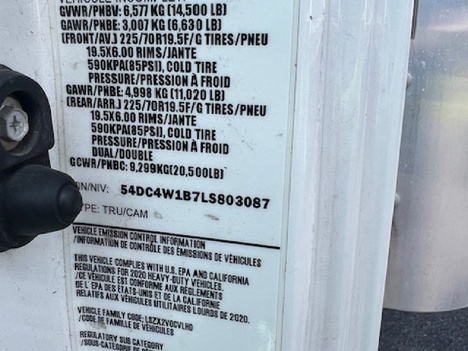 GVWR/PNBV: 6,577 KG (14,500 LB)
GAWR/PNBE: 3,007 KG (6,630 LB)
(FRONT/AV.) 225/70R19.5F/G TIRES/PNEU
19.5X6.00 RIMS/JANTE
590KPA(85PSI), COLD TIRE
PRESSURE/PRESSION À FROID
GAWR/PNBE: 4,998 KG (11,020 LB)
(REAR/ARR.) 225/70R19.5F/G TIRES/PNEU
19.5X6.00 RIMS/JANTE
590KPA(85PSI), COLD TIRE
PRESSURE/PRESSION À FROID
DUAL/DOUBLE
GCWR/PNBC: 9,299KG(20,500LB)
/NIV: 54DC4W1B7LS803087
TYPE: TRU/CAM
VEHICLE EMISSION CONTROL INFORMATION
/INFORMATION DE CONTRÔLE DES ÉMISSIONS DE VÉHICULES
THIS VEHICLE COMPLIES WITH U.S. EPA AND CALIFORNIA
REGULATIONS FOR 2020 HEAVY-DUTY VEHICLES.
/CE VÉHICULE EST CONFORME AUX RÈGLEMENTS
DE L'EPA DES ÉTATS-UNIS ET DE LA CALIFORNIE
RELATIFS AUX VÉHICULES UTILITAIRES LOURDS DE 2020.
VEHICLE FAMILY CODE: LSZX2VOCVLHD
/CODE DE FAMILLE DE VÉHICULES
REGULATORY SUB CATEGORY